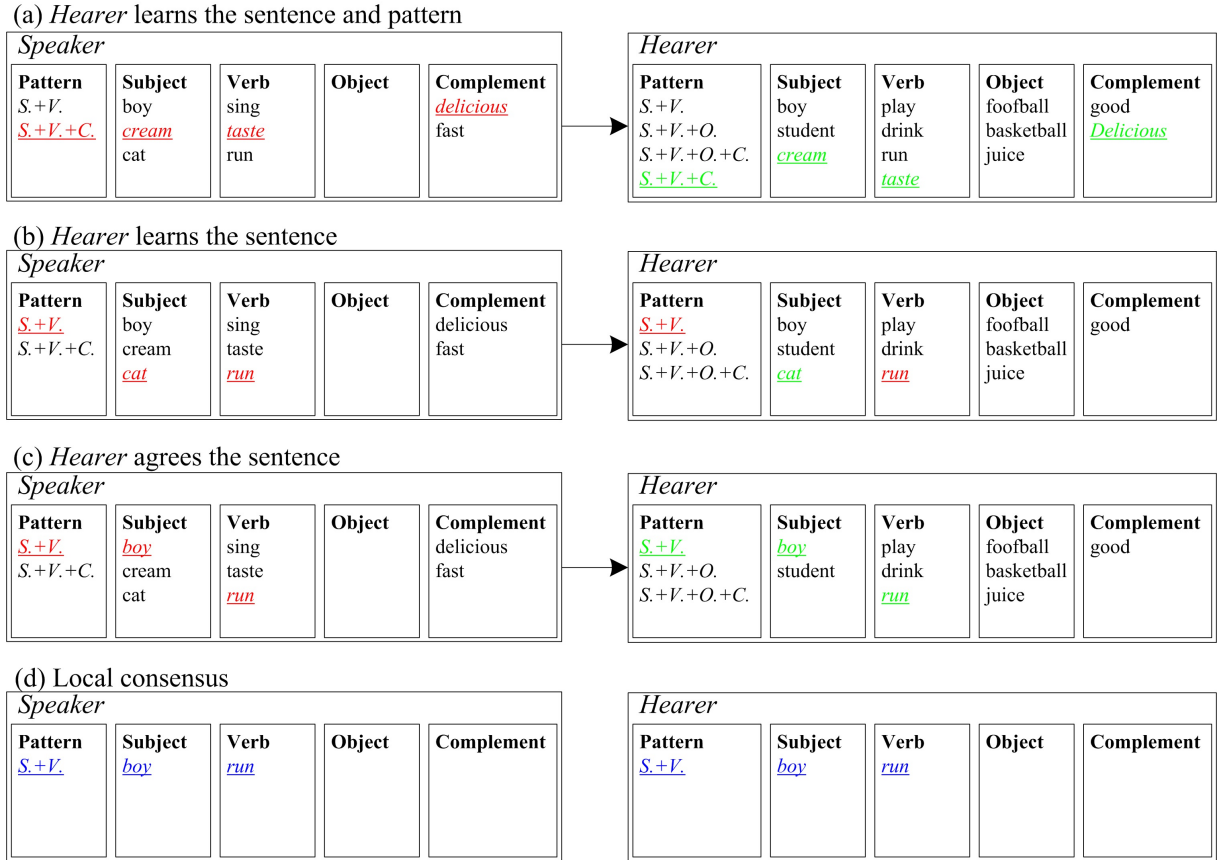 (a) Hearer learns the sentence and pattern
Speaker
Pattern Subject Verb Object Complement
S.+V. boy sing delicious
S.+V.+C. cream taste fast
cat run
Hearer
Pattern Subject Verb Object Complement
S.+V. boy play foofball good
S.+V.+O. student drink basketball Delicious
S.+V.+O.+C. cream run juice
S.+V.+C. taste
(b) Hearer learns the sentence
Speaker
Pattern Subject Verb Object Complement
S.+V. boy sing delicious
S.+V.+C. cream taste fast
cat run
Hearer
Pattern Subject Verb Object Complement
S.+V. boy play foofball good
S.+V.+O. student drink basketball
S.+V.+O.+C. cat run juice
(c) Hearer agrees the sentence
Speaker
Pattern Subject Verb Object Complement
S.+V. boy sing delicious
S.+V.+C. cream taste fast
cat run
Hearer
Pattern Subject Verb Object Complement
S.+V. boy play foofball good
S.+V.+O. student drink basketball
S.+V.+O.+C. run juice
(d) Local consensus
Speaker
Pattern Subject Verb Object Complement
S.+V. boy run
Hearer
Pattern Subject Verb Object Complement
S.+V. boy run